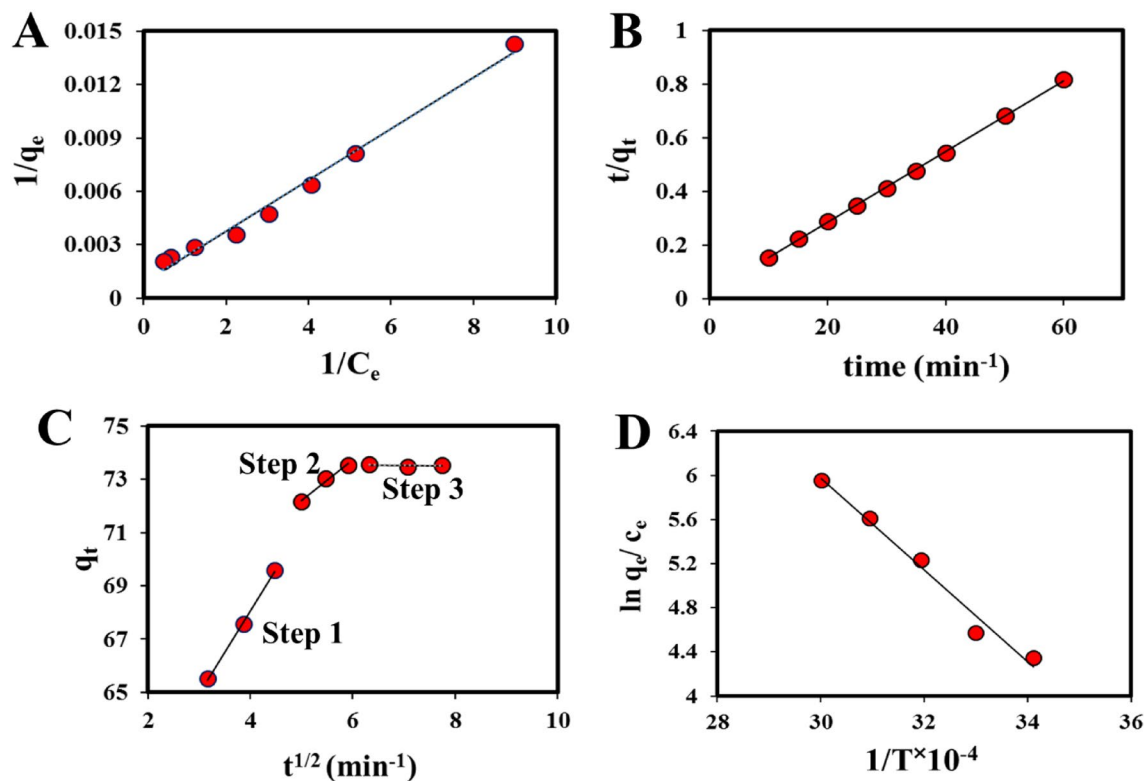 A
0.015
0.012
0.009
0.006
0.003
0
1/qₑ
0 2 4 6 8 10
1/Cₑ
B
1
0.8
0.6
0.4
0.2
0
t/qₜ
0 20 40 60
time (min⁻¹)
C
75
73
71
69
67
65
qₜ
Step 2
Step 3
Step 1
2 4 6 8 10
t¹/² (min⁻¹)
D
6.4
6
5.6
5.2
4.8
4.4
4
ln qₑ/ cₑ
28 30 32 34 36
1/T×10⁻⁴